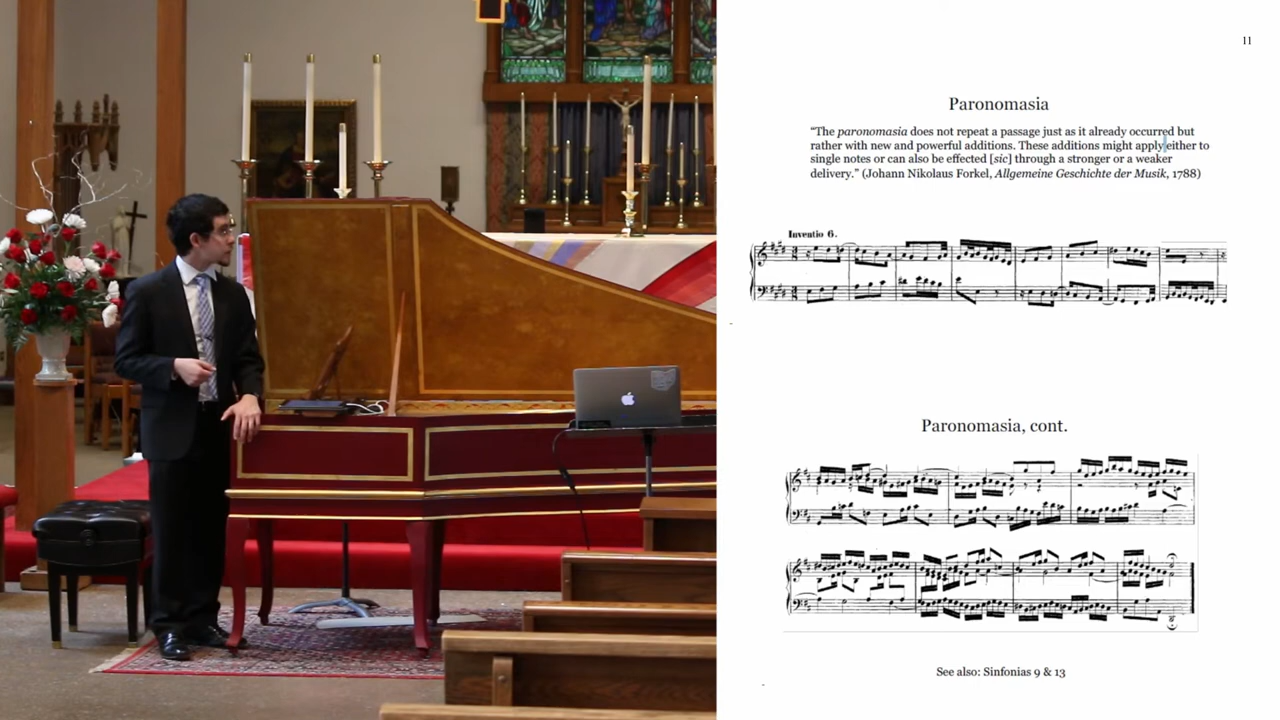 11
Paronomasia
“The paronomasia does not repeat a passage just as it already occurred but
rather with new and powerful additions. These additions might apply either to
single notes or can also be effected [sic] through a stronger or a weaker
delivery.” (Johann Nikolaus Forkel, Allgemeine Geschichte der Musik, 1788)
Inventio 6.
Paronomasia, cont.
See also: Sinfonias 9 & 13